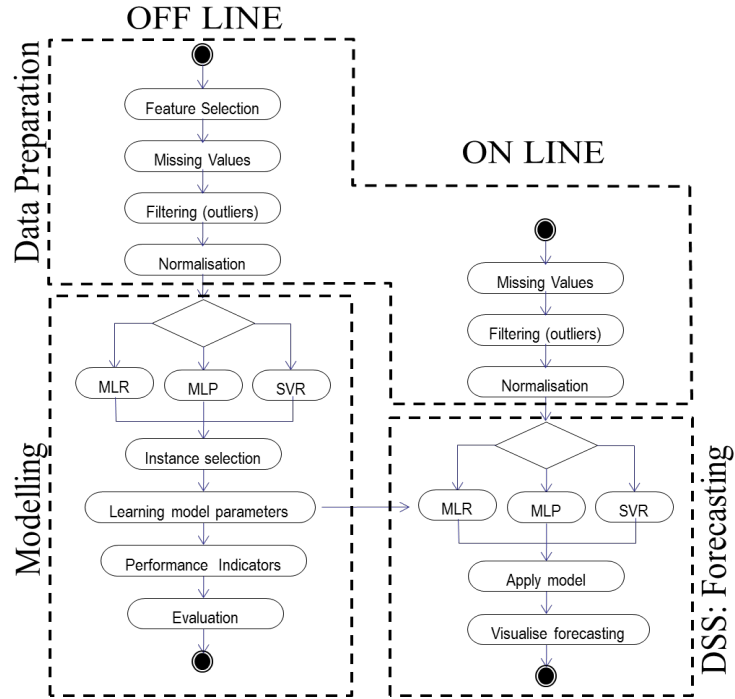 OFF LINE
Data Preparation
Feature Selection
Missing Values
Filtering (outliers)
Normalisation
Modelling
MLR
MLP
SVR
Instance selection
Learning model parameters
Performance Indicators
Evaluation
ON LINE
Missing Values
Filtering (outliers)
Normalisation
DSS: Forecasting
MLR
MLP
SVR
Apply model
Visualise forecasting